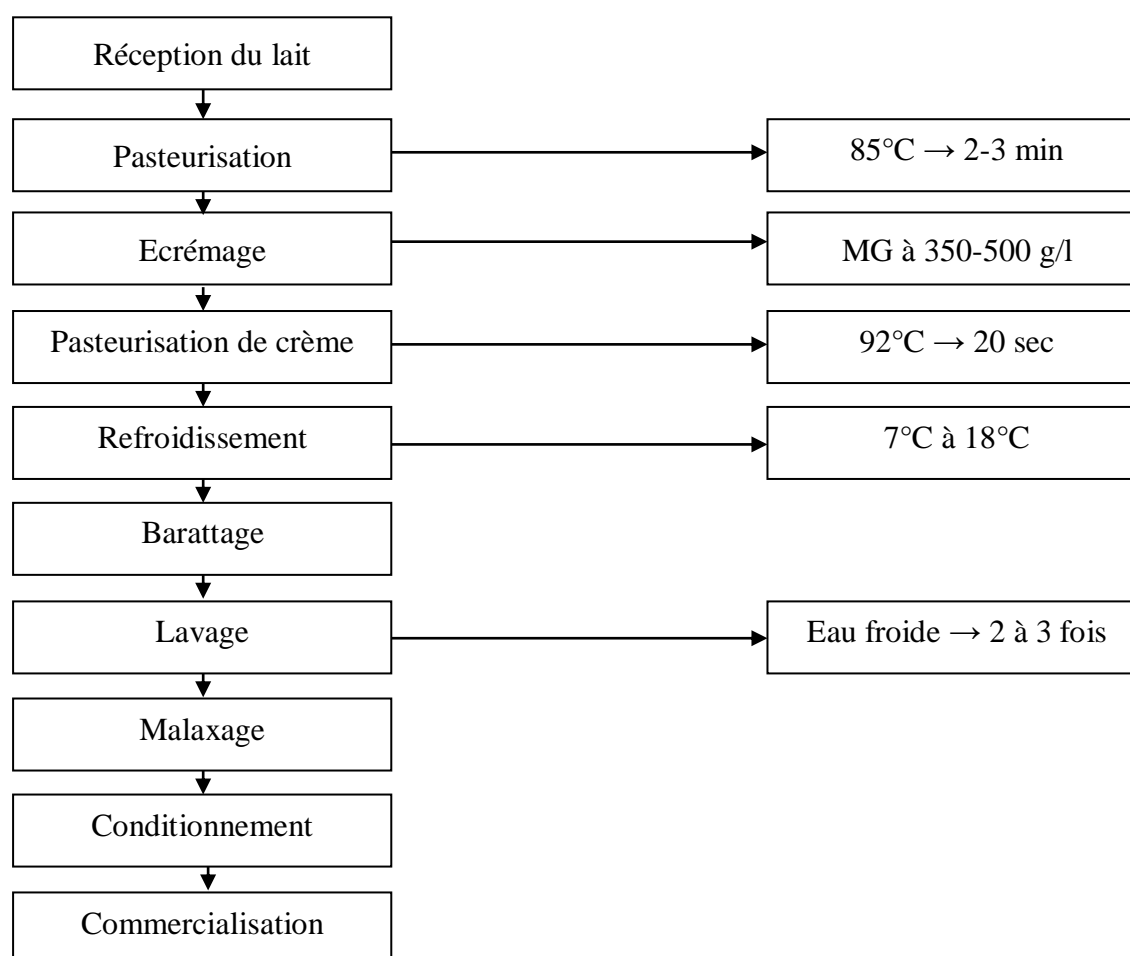 Réception du lait
Pasteurisation
85°C → 2-3 min
Ecrémage
MG à 350-500 g/l
Pasteurisation de crème
92°C → 20 sec
Refroidissement
7°C à 18°C
Barattage
Lavage
Eau froide → 2 à 3 fois
Malaxage
Conditionnement
Commercialisation